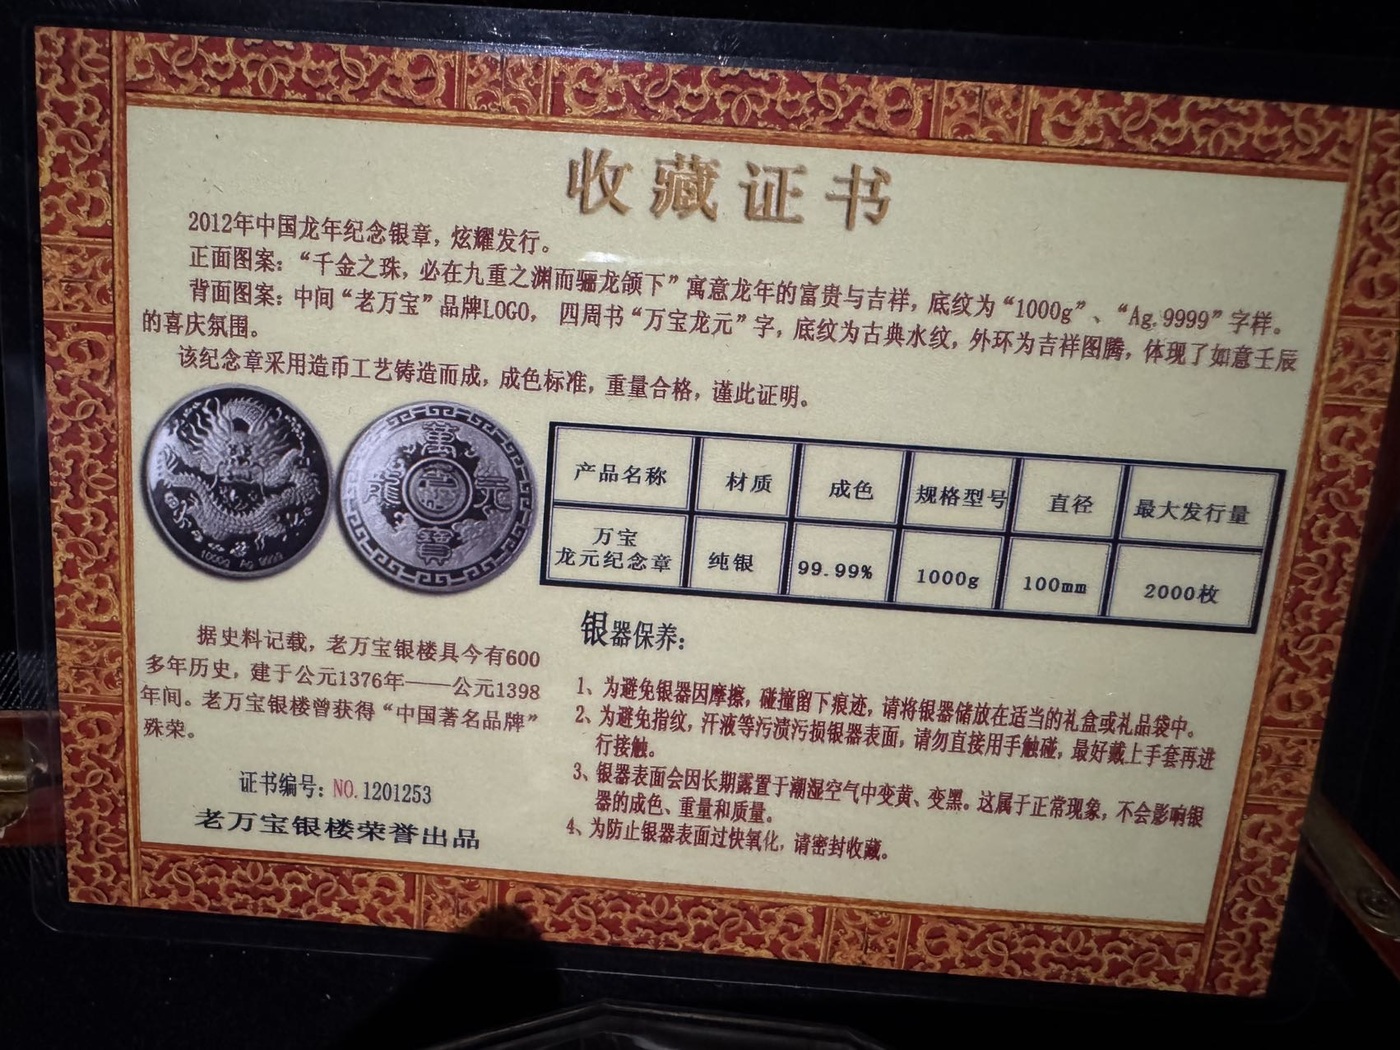 收藏证书
2012年中国龙年纪念银章，炫耀发行。
正面图案：“千金之珠，必在九重之渊而骊龙颌下”寓意龙年的富贵与吉祥，底纹为“1000g”、“Ag.9999”字样。
背面图案：中间“老万宝”品牌LOGO，四周书“万宝龙元”字，底纹为古典水纹，外环为吉祥图腾，体现了如意壬辰
的喜庆氛围。
该纪念章采用造币工艺铸造而成，成色标准，重量合格，谨此证明。
萬
龍 元
寶
1000g Ag 9999
产品名称 材质 成色 规格型号 直径 最大发行量
万宝
龙元纪念章 纯银 99.99% 1000g 100mm 2000枚
据史料记载，老万宝银楼具今有600
多年历史，建于公元1376年——公元1398
年间。老万宝银楼曾获得“中国著名品牌”
殊荣。
证书编号：NO.1201253
老万宝银楼荣誉出品
银器保养：
1、为避免银器因摩擦，碰撞留下痕迹，请将银器储放在适当的礼盒或礼品袋中。
2、为避免指纹，汗液等污渍污损银器表面，请勿直接用手触碰，最好戴上手套再进
行接触。
3、银器表面会因长期露置于潮湿空气中变黄、变黑。这属于正常现象，不会影响银
器的成色、重量和质量。
4、为防止银器表面过快氧化，请密封收藏。